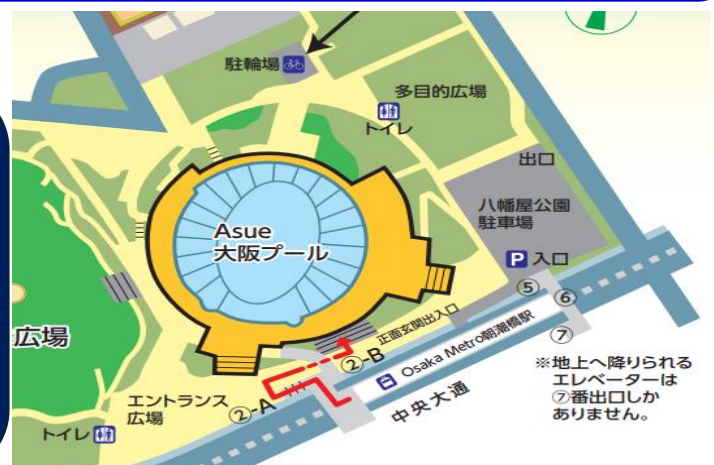 駐輪場
多目的広場
トイレ
出口
八幡屋公園
駐車場
P 入口
Asue
大阪プール
⑤
⑥
⑦
正面玄関出入口
Osaka Metro朝潮橋駅
②-B
②-A
中央大通
広場
エントランス
広場
トイレ
※地上へ降りられる
エレベーターは
⑦番出口しか
ありません。